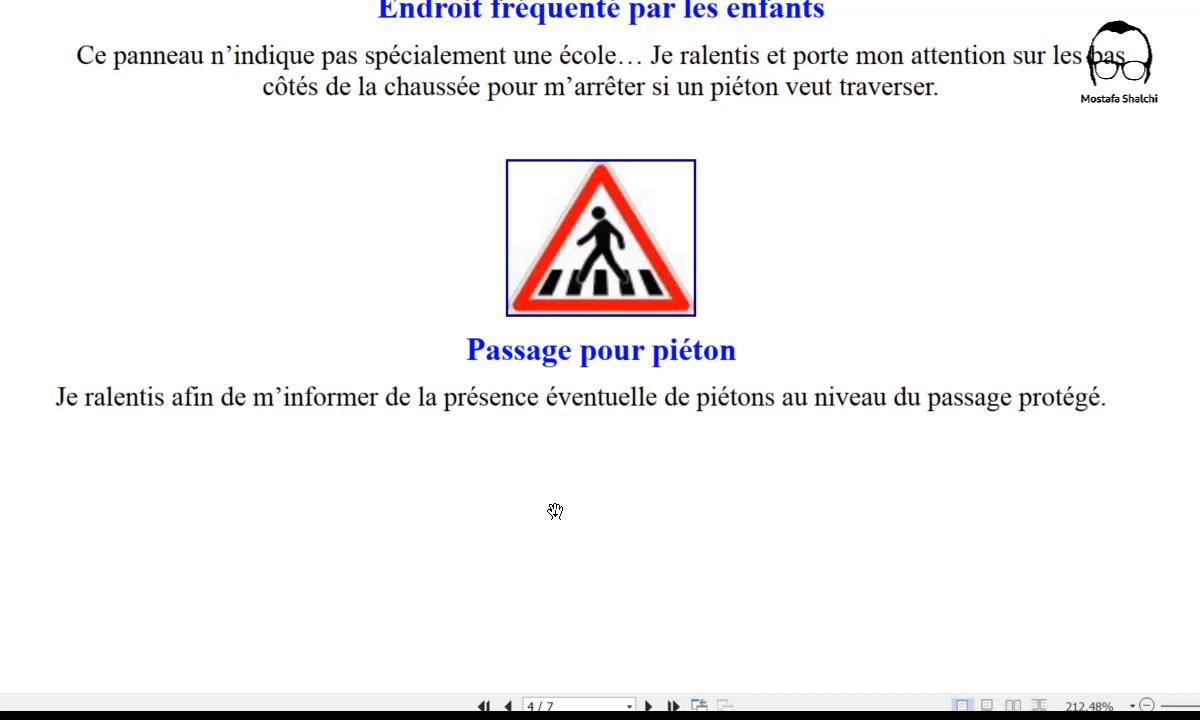 Endroit fréquenté par les enfants
Ce panneau n’indique pas spécialement une école… Je ralentis et porte mon attention sur les bas
côtés de la chaussée pour m’arrêter si un piéton veut traverser.
Mostafa Shalchi
Passage pour piéton
Je ralentis afin de m’informer de la présence éventuelle de piétons au niveau du passage protégé.
4 / 7
212.48%